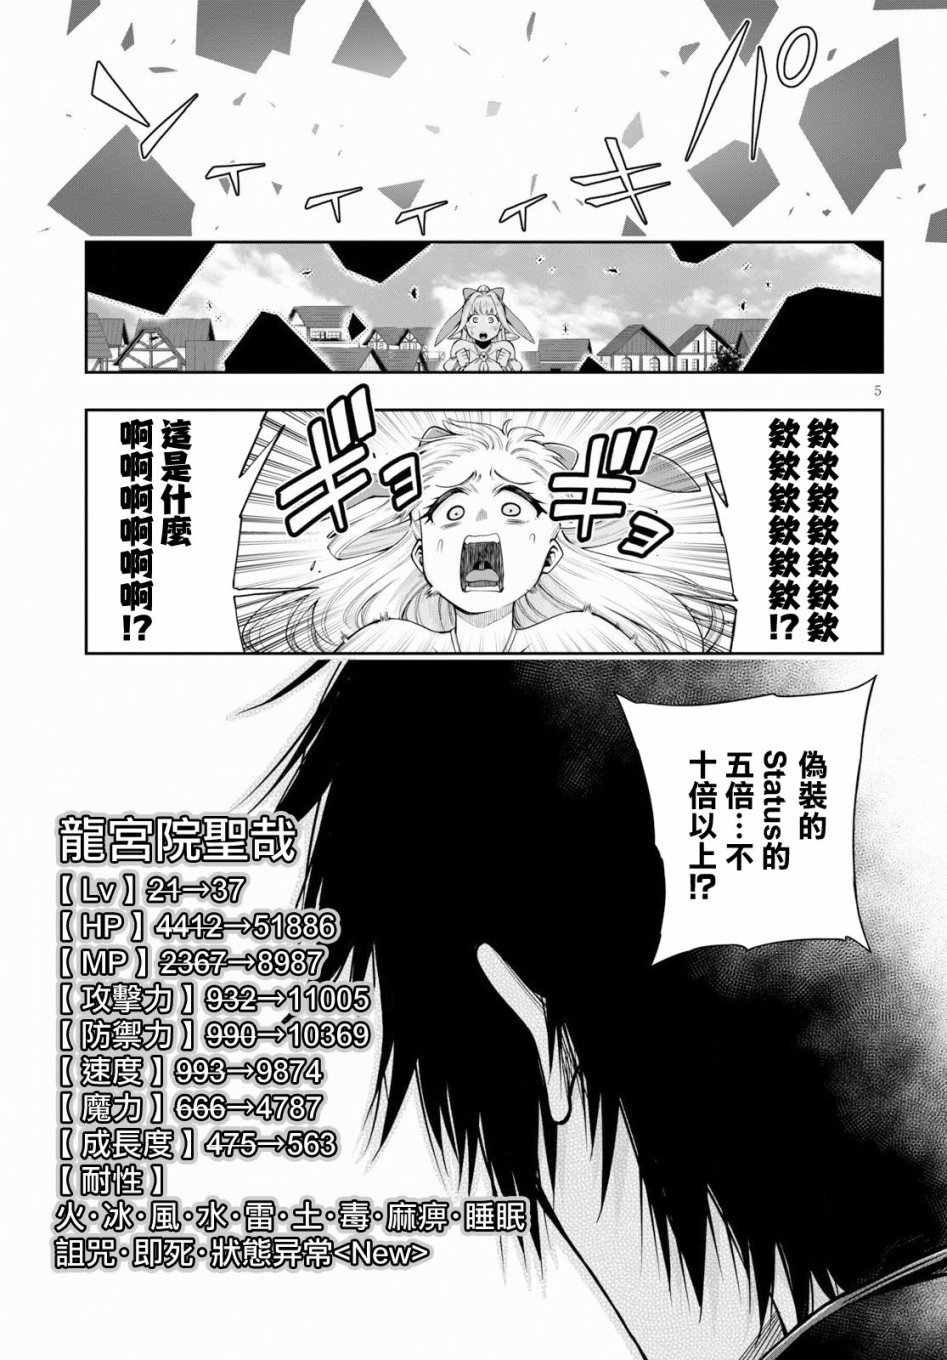 パキィィィィン
5
欸欸欸欸欸欸欸
欸欸欸欸欸欸!?
ギョ
ギョ
這是什麼
啊啊啊啊啊啊!?
偽裝的
Status的
五倍…不
十倍以上!?
龍宮院聖哉
【Lv】21→37
【HP】4412→51886
【MP】2367→8987
【攻擊力】932→11005
【防禦力】990→10369
【速度】993→9874
【魔力】666→4787
【成長度】475→563
【耐性】
火·冰·風·水·雷·土·毒·麻痹·睡眠
詛咒·即死·狀態异常<New>